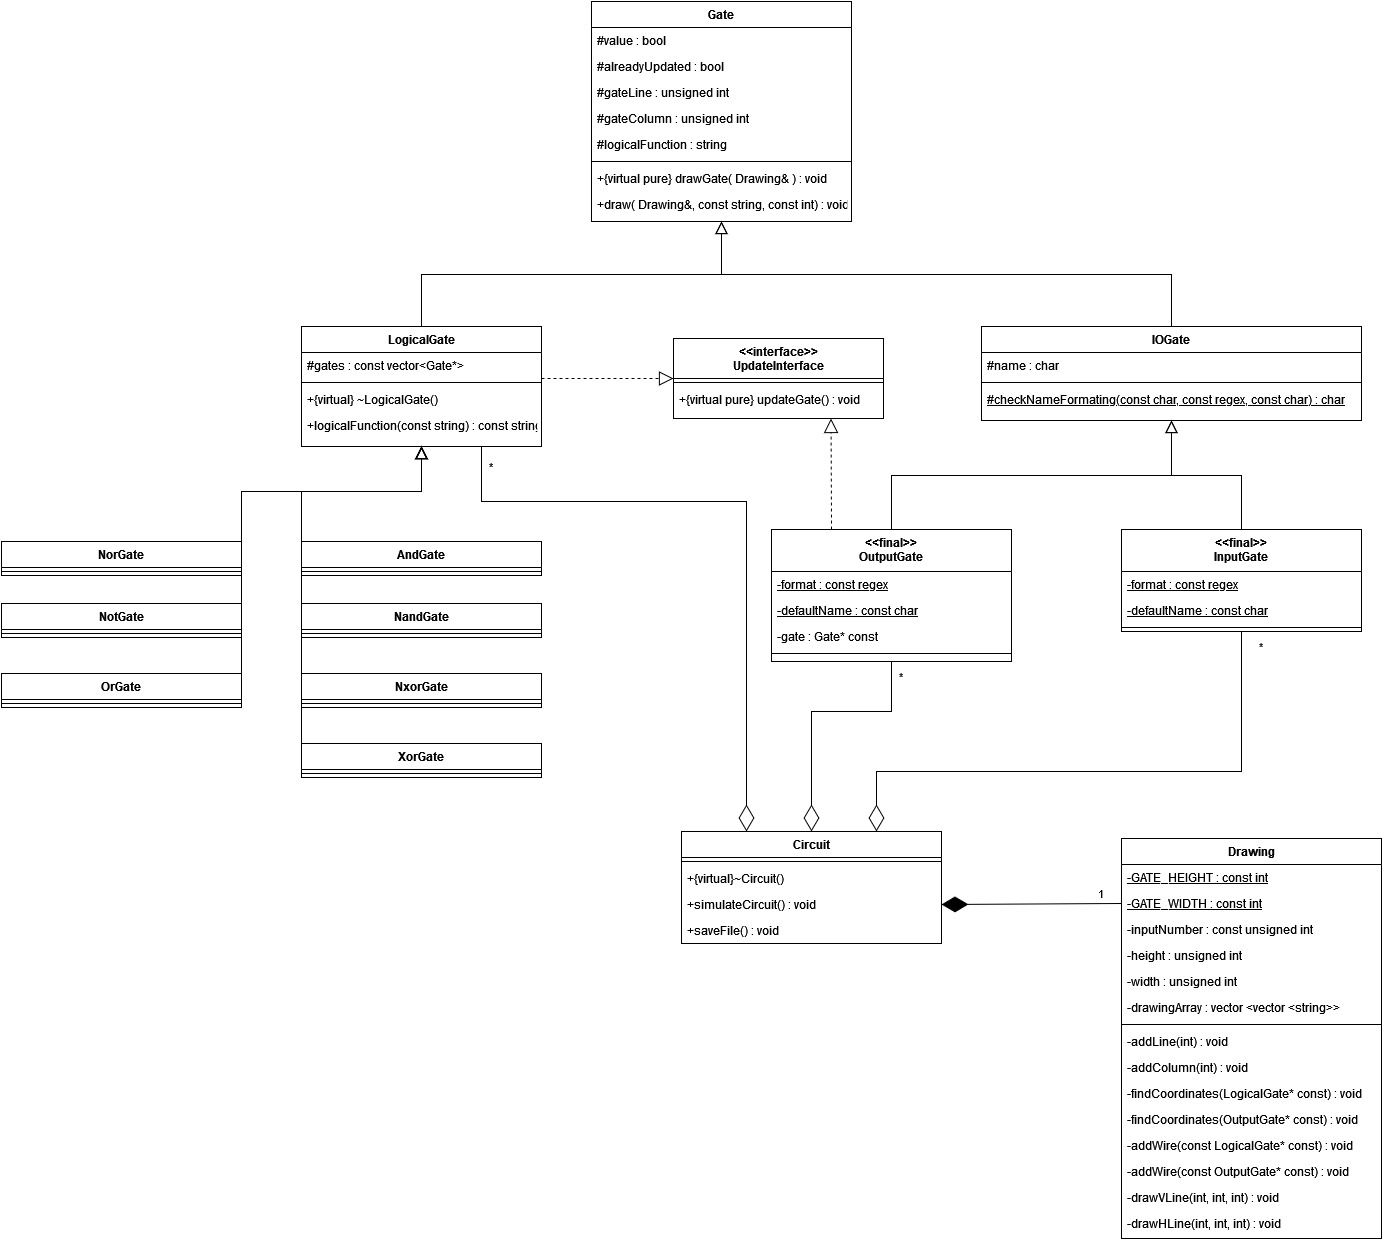 Gate
#value : bool
#alreadyUpdated : bool
#gateLine : unsigned int
#gateColumn : unsigned int
#logicalFunction : string
+{virtual pure} drawGate( Drawing& ) : void
+draw( Drawing&, const string, const int) : void
LogicalGate
#gates : const vector<Gate*>
+{virtual} ~LogicalGate()
+logicalFunction(const string) : const string
*
<<interface>>
UpdateInterface
+{virtual pure} updateGate() : void
IOGate
#name : char
#checkNameFormating(const char, const regex, const char) : char
NorGate
NotGate
OrGate
AndGate
NandGate
NxorGate
XorGate
<<final>>
OutputGate
-format : const regex
-defaultName : const char
-gate : Gate* const
*
<<final>>
InputGate
-format : const regex
-defaultName : const char
*
Circuit
+{virtual}~Circuit()
+simulateCircuit() : void
+saveFile() : void
1
Drawing
-GATE_HEIGHT : const int
-GATE_WIDTH : const int
-inputNumber : const unsigned int
-height : unsigned int
-width : unsigned int
-drawingArray : vector <vector <string>>
-addLine(int) : void
-addColumn(int) : void
-findCoordinates(LogicalGate* const) : void
-findCoordinates(OutputGate* const) : void
-addWire(const LogicalGate* const) : void
-addWire(const OutputGate* const) : void
-drawVLine(int, int, int) : void
-drawHLine(int, int, int) : void